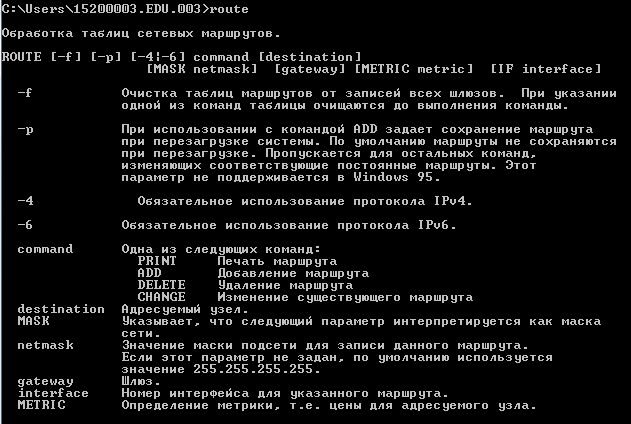 C:\Users\15200003.EDU.003>route
Обработка таблиц сетевых маршрутов.
ROUTE [-f] [-p] [-4|-6] command [destination]
[MASK netmask] [gateway] [METRIC metric] [IF interface]
-f Очистка таблиц маршрутов от записей всех шлюзов. При указании
одной из команд таблицы очищаются до выполнения команды.
-p При использовании с командой ADD задает сохранение маршрута
при перезагрузке системы. По умолчанию маршруты не сохраняются
при перезагрузке. Пропускается для остальных команд,
изменяющих соответствующие постоянные маршруты. Этот
параметр не поддерживается в Windows 95.
-4 Обязательное использование протокола IPv4.
-6 Обязательное использование протокола IPv6.
command Одна из следующих команд:
PRINT Печать маршрута
ADD Добавление маршрута
DELETE Удаление маршрута
CHANGE Изменение существующего маршрута
destination Адресуемый узел.
MASK Указывает, что следующий параметр интерпретируется как маска
сети.
netmask Значение маски подсети для записи данного маршрута.
Если этот параметр не задан, по умолчанию используется
значение 255.255.255.255.
gateway Шлюз.
interface Номер интерфейса для указанного маршрута.
METRIC Определение метрики, т.е. цены для адресуемого узла.